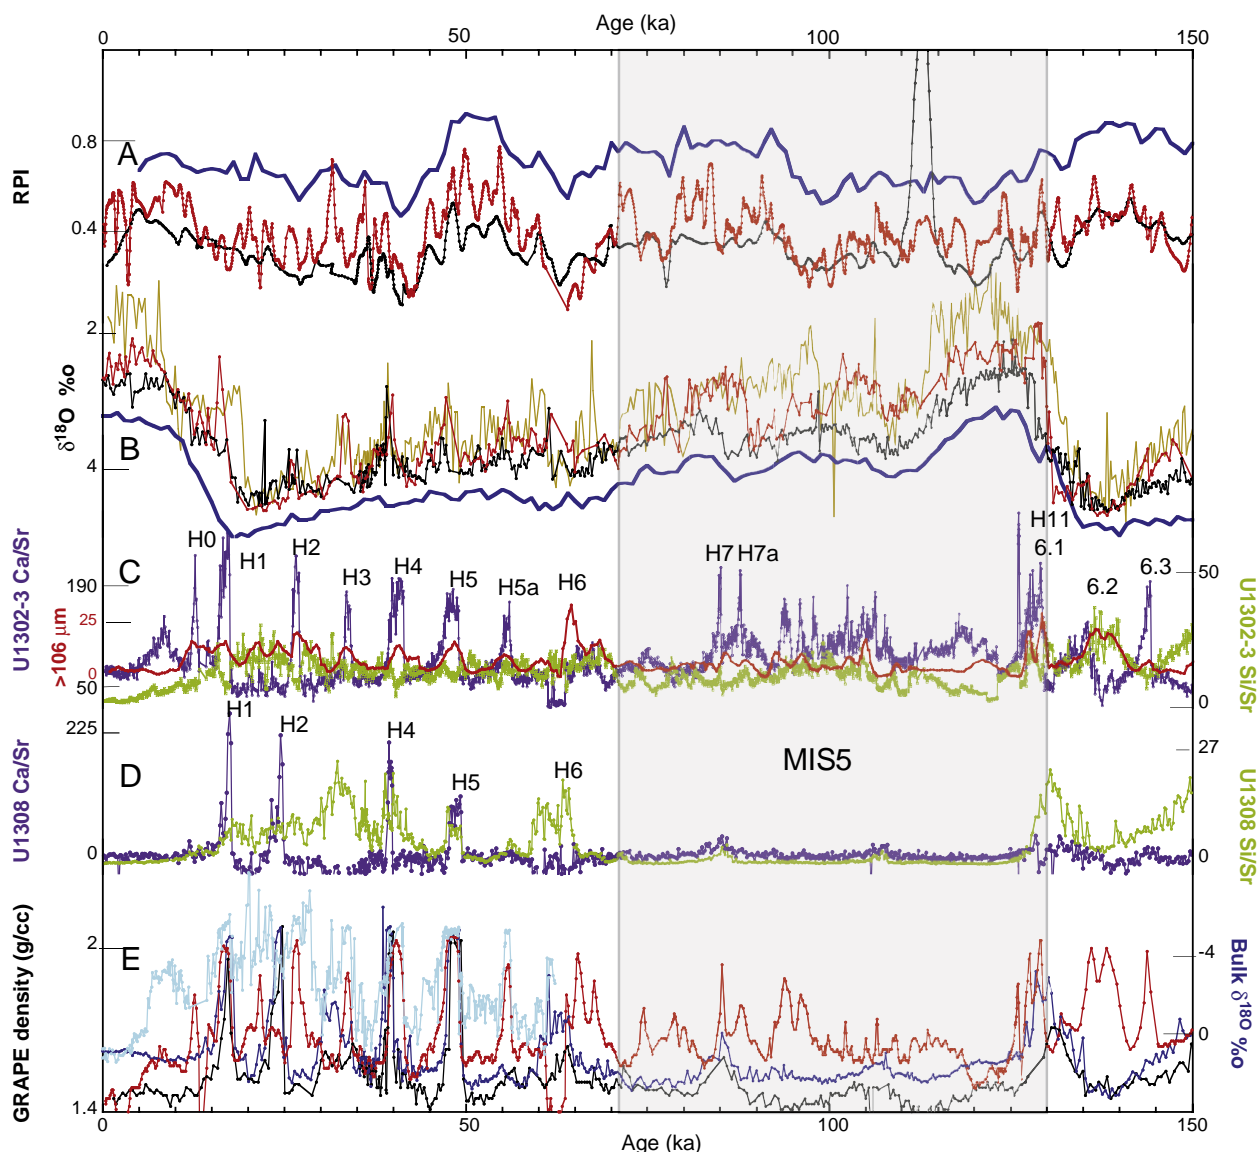 Age (ka)
0 50 100 150
RPI
0.8
0.4
A
δ18O ‰
2
4
B
U1302-3 Ca/Sr
>106 μm
190
25
0
50
C
H0
H1
H2
H3
H4
H5
H5a
H6
H7
H7a
H11
6.1
6.2
6.3
50
0
U1302-3 Si/Sr
U1308 Ca/Sr
225
0
D
H1
H2
H4
H5
H6
MIS5
27
0
U1308 Si/Sr
GRAPE density (g/cc)
2
1.4
E
-4
0
Bulk δ18O ‰
0 50 100 150
Age (ka)